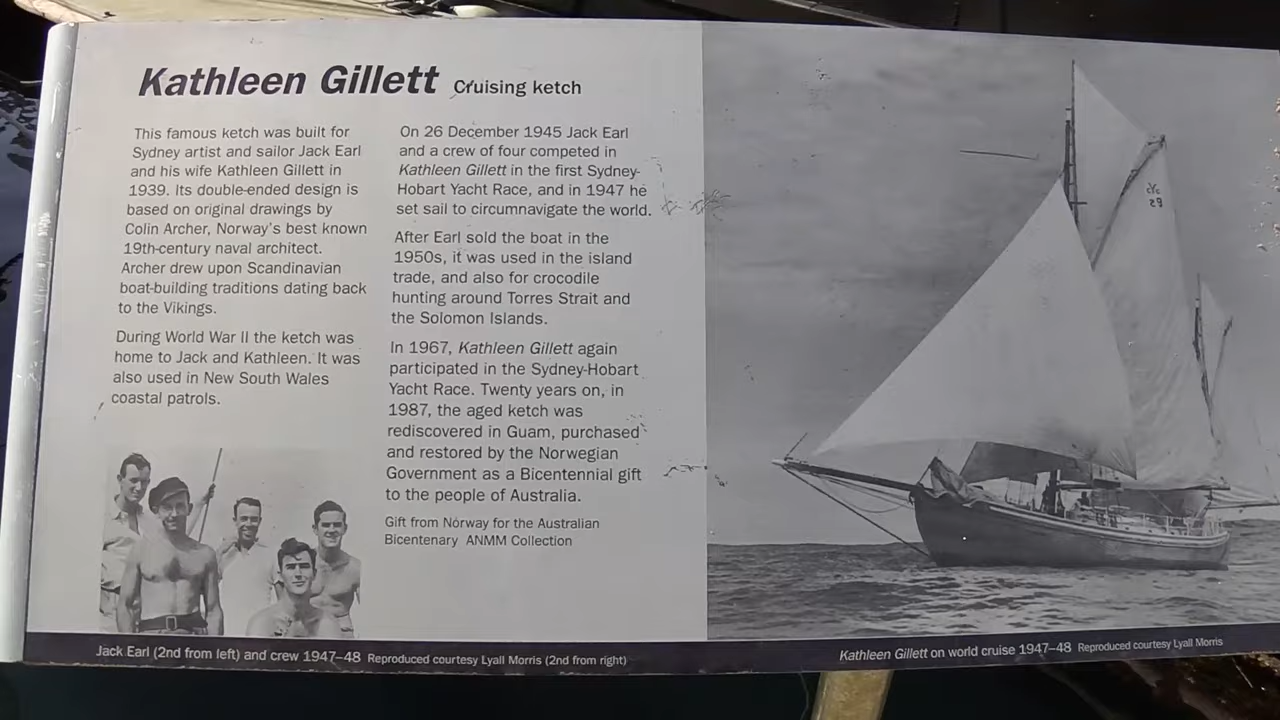 Kathleen Gillett Cruising ketch
This famous ketch was built for
Sydney artist and sailor Jack Earl
and his wife Kathleen Gillett in
1939. Its double-ended design is
based on original drawings by
Colin Archer, Norway's best known
19th-century naval architect.
Archer drew upon Scandinavian
boat-building traditions dating back
to the Vikings.
During World War II the ketch was
home to Jack and Kathleen. It was
also used in New South Wales
coastal patrols.
On 26 December 1945 Jack Earl
and a crew of four competed in
Kathleen Gillett in the first Sydney-
Hobart Yacht Race, and in 1947 he
set sail to circumnavigate the world.
After Earl sold the boat in the
1950s, it was used in the island
trade, and also for crocodile
hunting around Torres Strait and
the Solomon Islands.
In 1967, Kathleen Gillett again
participated in the Sydney-Hobart
Yacht Race. Twenty years on, in
1987, the aged ketch was
rediscovered in Guam, purchased
and restored by the Norwegian
Government as a Bicentennial gift
to the people of Australia.
Gift from Norway for the Australian
Bicentenary ANMM Collection
Jack Earl (2nd from left) and crew 1947–48 Reproduced courtesy Lyall Morris (2nd from right)
Kathleen Gillett on world cruise 1947–48 Reproduced courtesy Lyall Morris